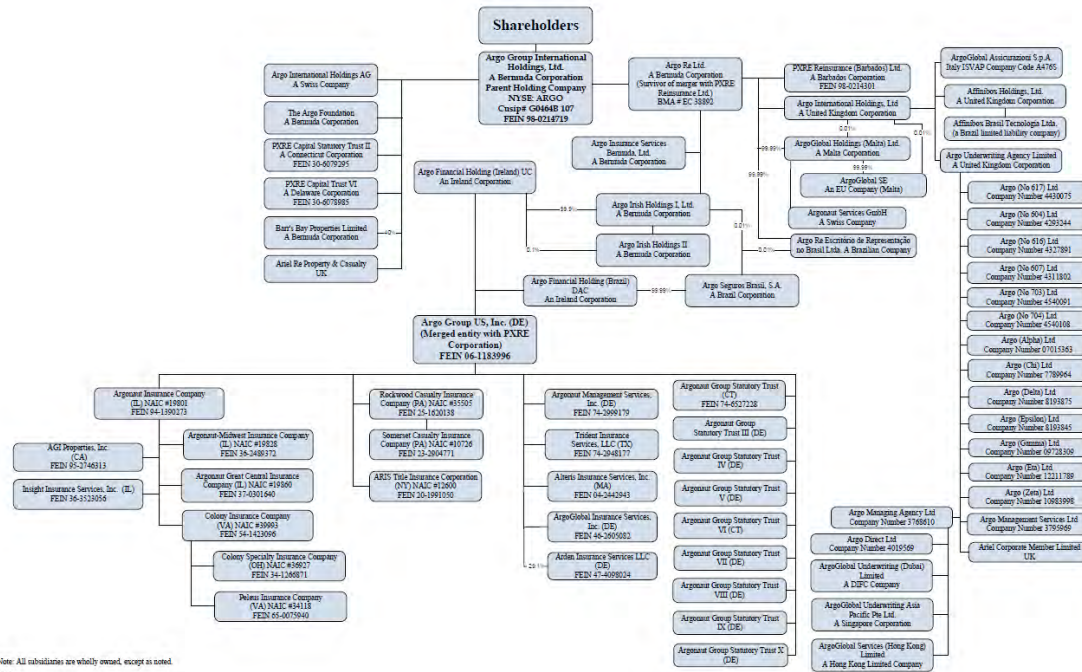 Shareholders
Argo Group International
Holdings, Ltd.
A Bermuda Corporation
Parent Holding Company
NYSE: ARGO
Cusip# G0464B 107
FEIN 98-0214719
Argo International Holdings AG
A Swiss Company
The Argo Foundation
A Bermuda Corporation
PXRE Capital Statutory Trust II
A Connecticut Corporation
FEIN 30-6079295
PXRE Capital Trust VI
A Delaware Corporation
FEIN 30-6078985
Barr's Bay Properties Limited
A Bermuda Corporation
40%
Ariel Re Property & Casualty
UK
Argo Re Ltd.
A Bermuda Corporation
(Survivor of merger with PXRE
Reinsurance Ltd.)
BMA # EC 38892
Argo Insurance Services
Bermuda, Ltd.
A Bermuda Corporation
Argo Financial Holding (Ireland) UC
An Ireland Corporation
99.9%
Argo Irish Holdings I, Ltd.
A Bermuda Corporation
0.1%
Argo Irish Holdings II
A Bermuda Corporation
0.01%
Argo Financial Holding (Brazil)
DAC
An Ireland Corporation
99.99%
Argo Seguros Brasil, S.A.
A Brazil Corporation
PXRE Reinsurance (Barbados) Ltd.
A Barbados Corporation
FEIN 98-0214301
Argo International Holdings, Ltd
A United Kingdom Corporation
0.01%
0.01%
99.99%
ArgoGlobal Holdings (Malta) Ltd.
A Malta Corporation
99.99%
99.99%
ArgoGlobal SE
An EU Company (Malta)
Argonaut Services GmbH
A Swiss Company
0.01%
Argo Re Escritório de Representação
no Brasil Ltda. A Brazilian Company
ArgoGlobal Assicurazioni S.p.A.
Italy ISVAP Company Code A476S
Affinibox Holdings, Ltd.
A United Kingdom Corporation
Affinibox Brasil Tecnologia Ltda.
(a Brazil limited liability company)
Argo Underwriting Agency Limited
A United Kingdom Corporation
Argo (No 617) Ltd
Company Number 4430075
Argo (No 604) Ltd
Company Number 4293244
Argo (No 616) Ltd
Company Number 4327891
Argo (No 607) Ltd
Company Number 4311802
Argo (No 703) Ltd
Company Number 4540091
Argo (No 704) Ltd
Company Number 4540108
Argo (Alpha) Ltd
Company Number 07015363
Argo (Chi) Ltd
Company Number 7789964
Argo (Delta) Ltd
Company Number 8193875
Argo (Epsilon) Ltd
Company Number 8193845
Argo (Gamma) Ltd
Company Number 09728309
Argo (Eta) Ltd
Company Number 12211789
Argo (Zeta) Ltd
Company Number 10983998
Argo Management Services Ltd
Company Number 3795969
Ariel Corporate Member Limited
UK
Argo Managing Agency Ltd
Company Number 3768610
Argo Direct Ltd
Company Number 4019569
ArgoGlobal Underwriting (Dubai)
Limited
A DIFC Company
ArgoGlobal Underwriting Asia
Pacific Pte Ltd.
A Singapore Corporation
ArgoGlobal Services (Hong Kong)
Limited
A Hong Kong Limited Company
Argo Group US, Inc. (DE)
(Merged entity with PXRE
Corporation)
FEIN 06-1183996
Argonaut Insurance Company
(IL) NAIC #19801
FEIN 94-1390273
AGI Properties, Inc.
(CA)
FEIN 95-2746313
Insight Insurance Services, Inc. (IL)
FEIN 36-3523056
Argonaut-Midwest Insurance Company
(IL) NAIC #19828
FEIN 36-2489372
Argonaut Great Central Insurance
Company (IL) NAIC #19860
FEIN 37-0301640
Colony Insurance Company
(VA) NAIC #39993
FEIN 54-1423096
Colony Specialty Insurance Company
(OH) NAIC #36927
FEIN 34-1266871
Peleus Insurance Company
(VA) NAIC #34118
FEIN 65-0075940
Rockwood Casualty Insurance
Company (PA) NAIC #35505
FEIN 25-1620138
Somerset Casualty Insurance
Company (PA) NAIC #10726
FEIN 23-2904771
ARIS Title Insurance Corporation
(NY) NAIC #12600
FEIN 20-1991050
Argonaut Management Services,
Inc. (DE)
FEIN 74-2999179
Trident Insurance
Services, LLC (TX)
FEIN 74-2948177
Alteris Insurance Services, Inc.
(MA)
FEIN 04-2442943
ArgoGlobal Insurance Services,
Inc. (DE)
FEIN 46-2605082
29.1%
Arden Insurance Services LLC
(DE)
FEIN 47-4098024
Argonaut Group Statutory Trust
(CT)
FEIN 74-6527228
Argonaut Group
Statutory Trust III (DE)
Argonaut Group Statutory Trust
IV (DE)
Argonaut Group Statutory Trust
V (DE)
Argonaut Group Statutory Trust
VI (CT)
Argonaut Group Statutory Trust
VII (DE)
Argonaut Group Statutory Trust
VIII (DE)
Argonaut Group Statutory Trust
IX (DE)
Argonaut Group Statutory Trust X
(DE)
Note: All subsidiaries are wholly owned, except as noted.